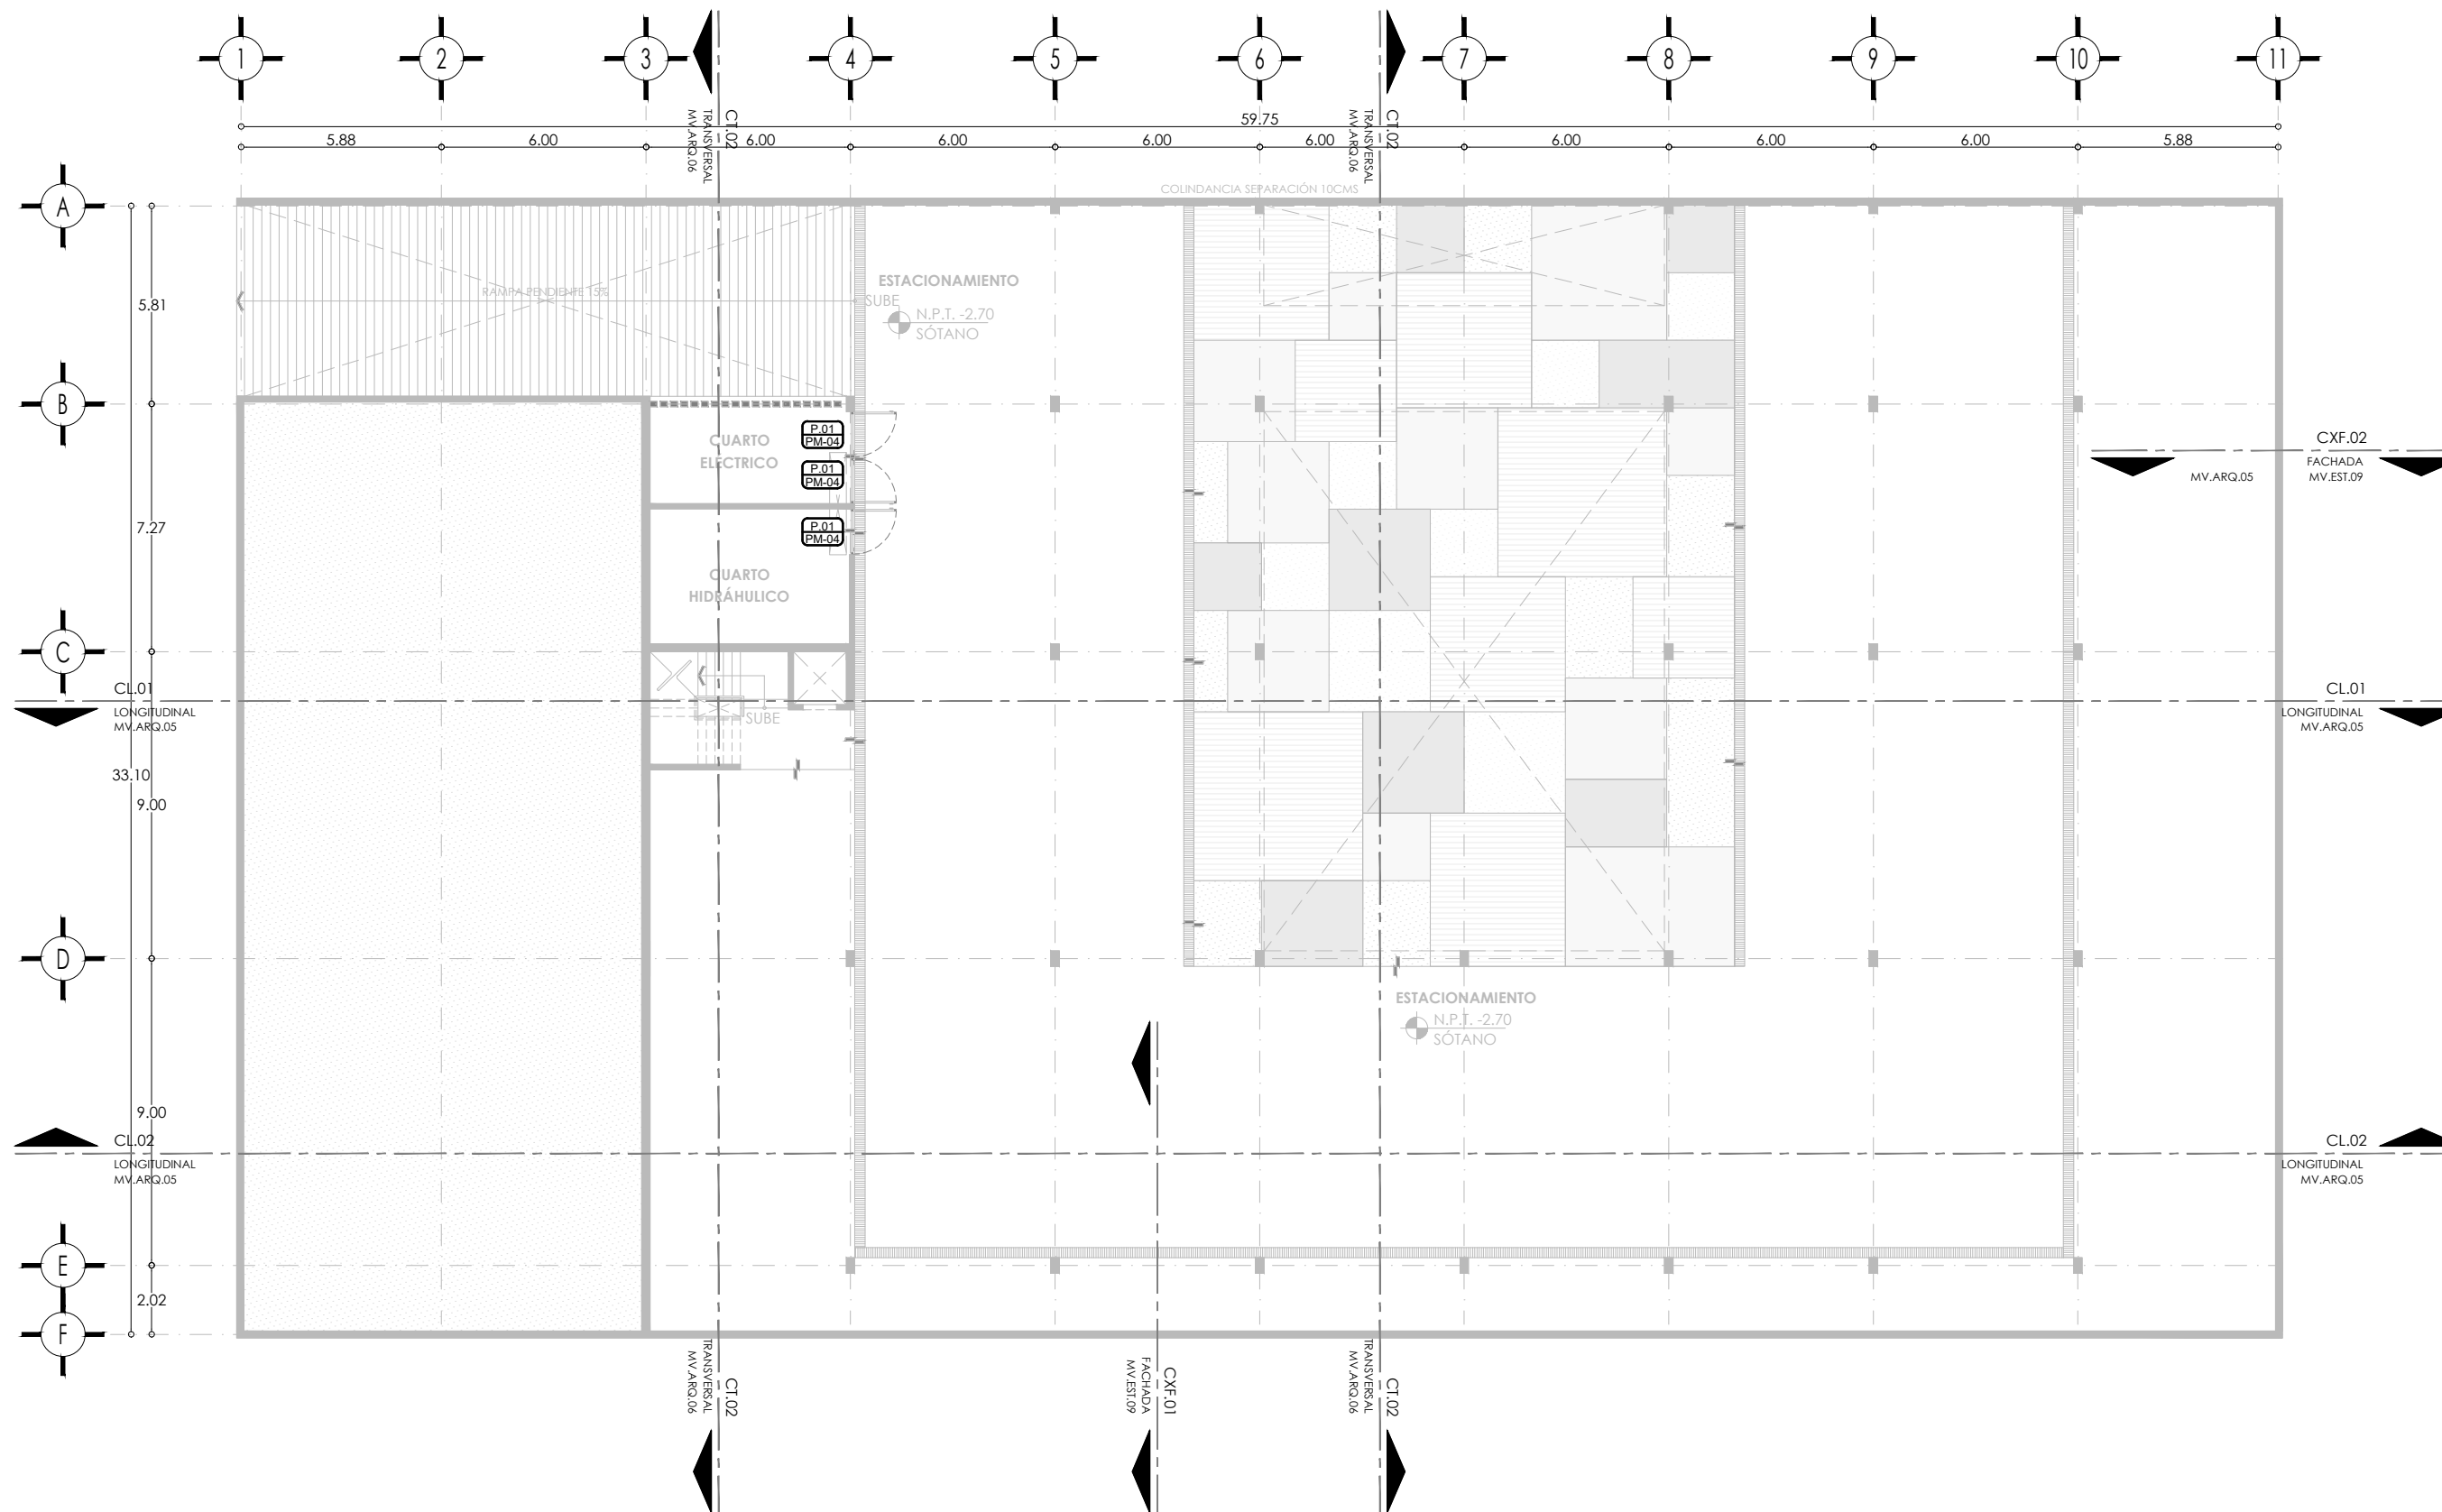 1 2 3 4 5 6 7 8 9 10 11
59.75
5.88 6.00 6.00 6.00 6.00 6.00 6.00 6.00 6.00 5.88
CT.02
TRANSVERSAL
MV.ARQ.06
CT.02
TRANSVERSAL
MV.ARQ.06
COLINDANCIA SEPARACIÓN 10CMS
A
B
C
D
E
F
5.81
7.27
33.10
9.00
9.00
2.02
RAMPA PENDIENTE 15%
SUBE
ESTACIONAMIENTO
N.P.T. -2.70
SÓTANO
CUARTO
ELECTRICO
P.01
PM-04
P.01
PM-04
P.01
PM-04
CUARTO
HIDRÁHULICO
SUBE
CXF.02
FACHADA
MV.EST.09
MV.ARQ.05
CL.01
LONGITUDINAL
MV.ARQ.05
CL.01
LONGITUDINAL
MV.ARQ.05
ESTACIONAMIENTO
N.P.T. -2.70
SÓTANO
CL.02
LONGITUDINAL
MV.ARQ.05
CL.02
LONGITUDINAL
MV.ARQ.05
CT.02
TRANSVERSAL
MV.ARQ.06
CXF.01
FACHADA
MV.EST.09
CT.02
TRANSVERSAL
MV.ARQ.06